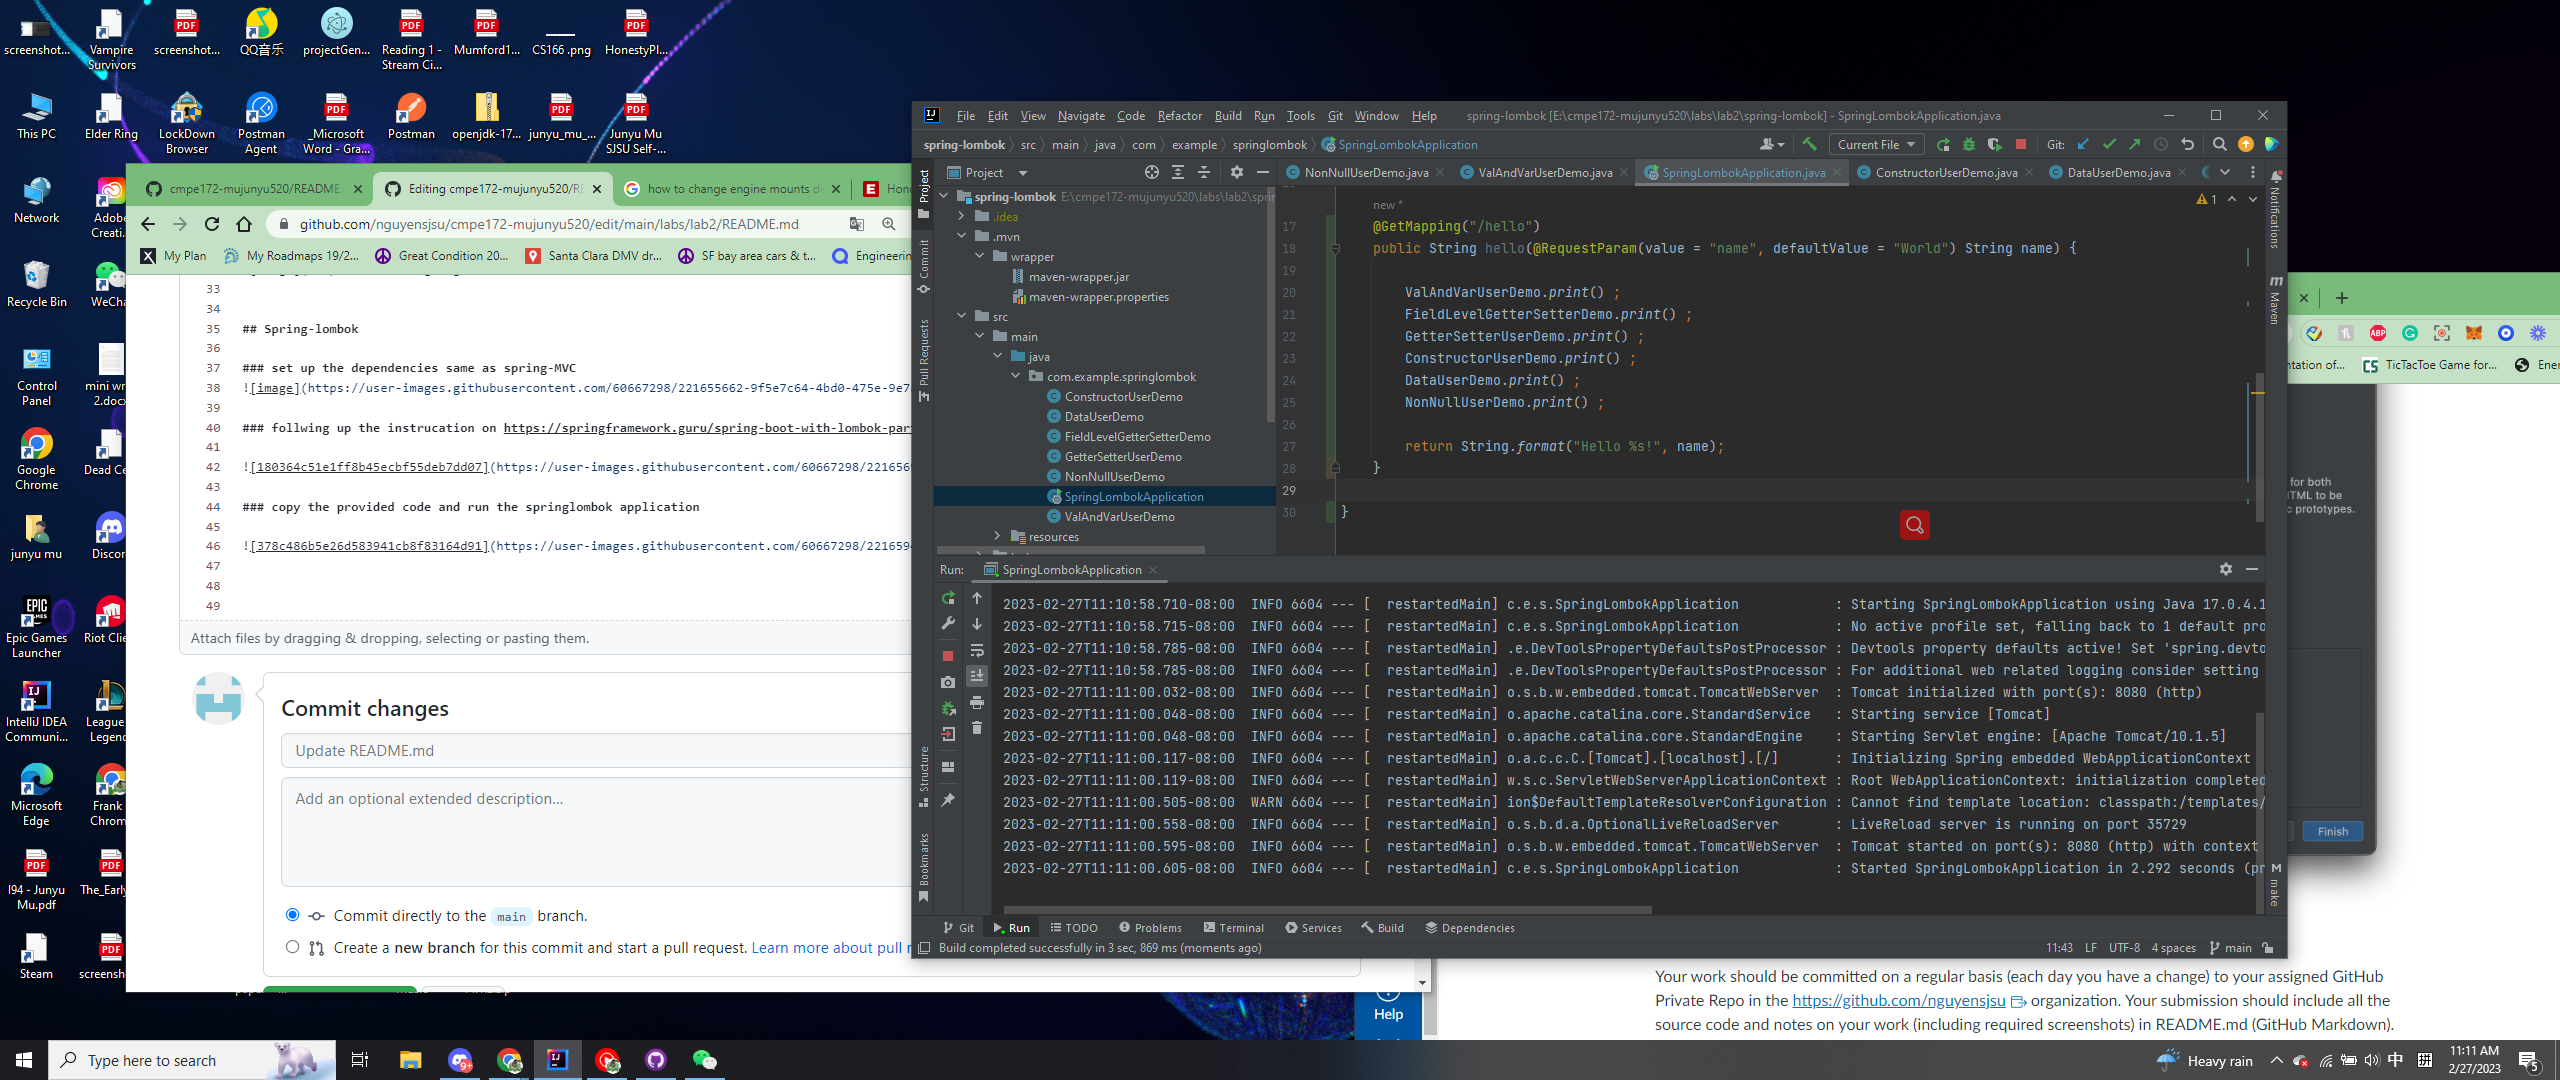 screenshot...
Vampire Survivors
screenshot...
QQ音乐
projectGen...
Reading 1 - Stream Ci...
Mumford1...
CS166 .png
HonestyPl...
This PC
Elder Ring
LockDown Browser
Postman Agent
_Microsoft Word - Gra...
Postman
openjdk-17...
junyu_mu_...
Junyu Mu SJSU Self-...
Network
Adobe Creati...
Recycle Bin
WeCha
Control Panel
mini wr 2.docx
Google Chrome
Dead Ce
junyu mu
Discor
Epic Games Launcher
Riot Clie
IntelliJ IDEA Communi...
League Legend
Microsoft Edge
Frank Chrom
I94 - Junyu Mu.pdf
The_Early
Steam
screensh
cmpe172-mujunyu520/README.
Editing cmpe172-mujunyu520/RE
how to change engine mounts d
Hon
github.com/nguyensjsu/cmpe172-mujunyu520/edit/main/labs/lab2/README.md
My Plan
My Roadmaps 19/2...
Great Condition 20...
Santa Clara DMV dr...
SF bay area cars & t...
Engineerin
33
34
35 ## Spring-lombok
36
37 ### set up the dependencies same as spring-MVC
38 ![image](https://user-images.githubusercontent.com/60667298/221655662-9f5e7c64-4bd0-475e-9e7
39
40 ### follwing up the instrucation on https://springframework.guru/spring-boot-with-lombok-par
41
42 ![180364c51e1ff8b45ecbf55deb7dd07](https://user-images.githubusercontent.com/60667298/221656
43
44 ### copy the provided code and run the springlombok application
45
46 ![378c486b5e26d583941cb8f83164d91](https://user-images.githubusercontent.com/60667298/221659
47
48
49
Attach files by dragging & dropping, selecting or pasting them.
Commit changes
Update README.md
Add an optional extended description...
Commit directly to the main branch.
Create a new branch for this commit and start a pull request. Learn more about pull r
File Edit View Navigate Code Refactor Build Run Tools Git Window Help
spring-lombok [E:\cmpe172-mujunyu520\labs\lab2\spring-lombok] - SpringLombokApplication.java
spring-lombok src main java com example springlombok SpringLombokApplication
Current File
Git:
Project
NonNullUserDemo.java
ValAndVarUserDemo.java
SpringLombokApplication.java
ConstructorUserDemo.java
DataUserDemo.java
Project
Commit
Pull Requests
Structure
Bookmarks
Notifications
Maven
make
spring-lombok E:\cmpe172-mujunyu520\labs\lab2\sprin
.idea
.mvn
wrapper
maven-wrapper.jar
maven-wrapper.properties
src
main
java
com.example.springlombok
ConstructorUserDemo
DataUserDemo
FieldLevelGetterSetterDemo
GetterSetterUserDemo
NonNullUserDemo
SpringLombokApplication
ValAndVarUserDemo
resources
1
new *
17 @GetMapping("/hello")
18 public String hello(@RequestParam(value = "name", defaultValue = "World") String name) {
19
20 ValAndVarUserDemo.print() ;
21 FieldLevelGetterSetterDemo.print() ;
22 GetterSetterUserDemo.print() ;
23 ConstructorUserDemo.print() ;
24 DataUserDemo.print() ;
25 NonNullUserDemo.print() ;
26
27 return String.format("Hello %s!", name);
28 }
29
30 }
Run: SpringLombokApplication
2023-02-27T11:10:58.710-08:00 INFO 6604 --- [ restartedMain] c.e.s.SpringLombokApplication : Starting SpringLombokApplication using Java 17.0.4.1
2023-02-27T11:10:58.715-08:00 INFO 6604 --- [ restartedMain] c.e.s.SpringLombokApplication : No active profile set, falling back to 1 default pro
2023-02-27T11:10:58.785-08:00 INFO 6604 --- [ restartedMain] .e.DevToolsPropertyDefaultsPostProcessor : Devtools property defaults active! Set 'spring.devto
2023-02-27T11:10:58.785-08:00 INFO 6604 --- [ restartedMain] .e.DevToolsPropertyDefaultsPostProcessor : For additional web related logging consider setting
2023-02-27T11:11:00.032-08:00 INFO 6604 --- [ restartedMain] o.s.b.w.embedded.tomcat.TomcatWebServer : Tomcat initialized with port(s): 8080 (http)
2023-02-27T11:11:00.048-08:00 INFO 6604 --- [ restartedMain] o.apache.catalina.core.StandardService : Starting service [Tomcat]
2023-02-27T11:11:00.048-08:00 INFO 6604 --- [ restartedMain] o.apache.catalina.core.StandardEngine : Starting Servlet engine: [Apache Tomcat/10.1.5]
2023-02-27T11:11:00.117-08:00 INFO 6604 --- [ restartedMain] o.a.c.c.C.[Tomcat].[localhost].[/] : Initializing Spring embedded WebApplicationContext
2023-02-27T11:11:00.119-08:00 INFO 6604 --- [ restartedMain] w.s.c.ServletWebServerApplicationContext : Root WebApplicationContext: initialization completed
2023-02-27T11:11:00.505-08:00 WARN 6604 --- [ restartedMain] ion$DefaultTemplateResolverConfiguration : Cannot find template location: classpath:/templates/
2023-02-27T11:11:00.558-08:00 INFO 6604 --- [ restartedMain] o.s.b.d.a.OptionalLiveReloadServer : LiveReload server is running on port 35729
2023-02-27T11:11:00.595-08:00 INFO 6604 --- [ restartedMain] o.s.b.w.embedded.tomcat.TomcatWebServer : Tomcat started on port(s): 8080 (http) with context
2023-02-27T11:11:00.605-08:00 INFO 6604 --- [ restartedMain] c.e.s.SpringLombokApplication : Started SpringLombokApplication in 2.292 seconds (pr
Git Run TODO Problems Terminal Services Build Dependencies
Build completed successfully in 3 sec, 869 ms (moments ago)
11:43 LF UTF-8 4 spaces main
ntation of...
TicTacToe Game for...
Ener
for both
HTML to be
c prototypes.
Finish
Help
Your work should be committed on a regular basis (each day you have a change) to your assigned GitHub
Private Repo in the https://github.com/nguyensjsu organization. Your submission should include all the
source code and notes on your work (including required screenshots) in README.md (GitHub Markdown).
Type here to search
Heavy rain
中
拼
11:11 AM
2/27/2023
5